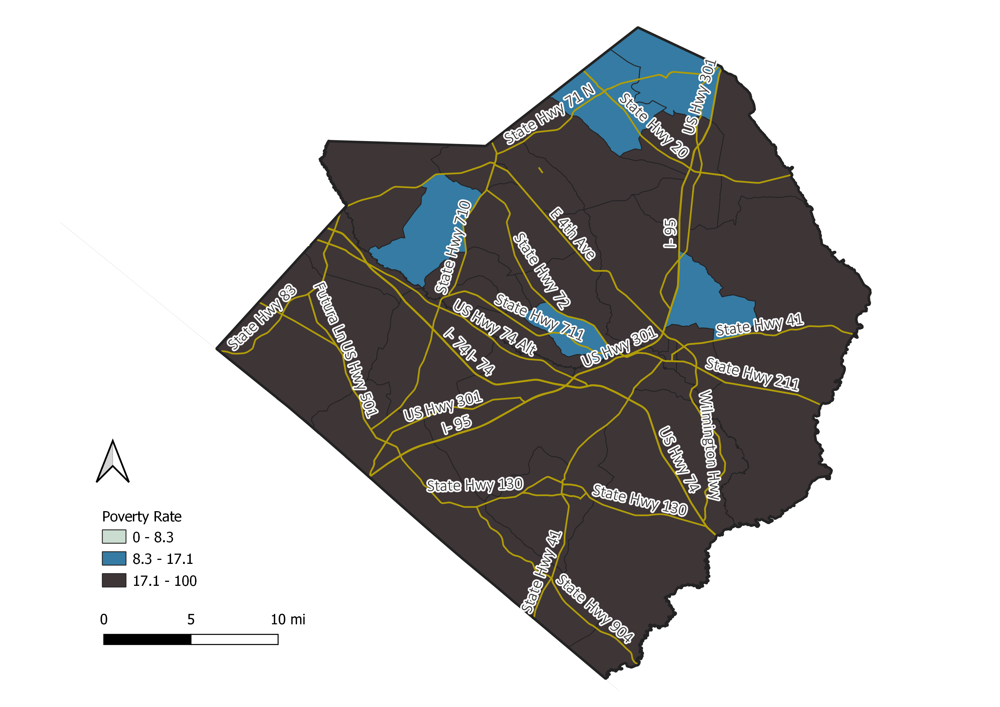 US Hwy 301
State Hwy 71 N
State Hwy 20
State Hwy 710
E 4th Ave
I- 95
State Hwy 72
State Hwy 83
Futura Ln US Hwy 501
State Hwy 711
US Hwy 74 Alt
I- 74 I- 74
US Hwy 301
State Hwy 41
State Hwy 211
US Hwy 301
I- 95
Wilmington Hwy
US Hwy 74
State Hwy 130
State Hwy 130
State Hwy 41
State Hwy 904
Poverty Rate
0 - 8.3
8.3 - 17.1
17.1 - 100
0 5 10 mi